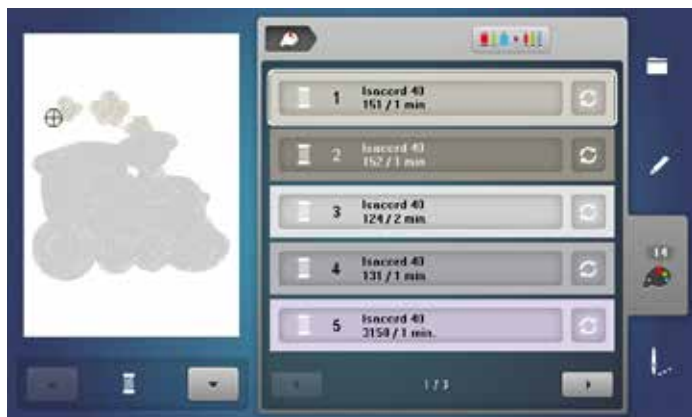 1 Isacord 40
151 / 1 min
2 Isacord 40
152 / 1 min
3 Isacord 40
124 / 2 min
4 Isacord 40
131 / 1 min
5 Isacord 40
3150 / 1 min.
14
1 / 3